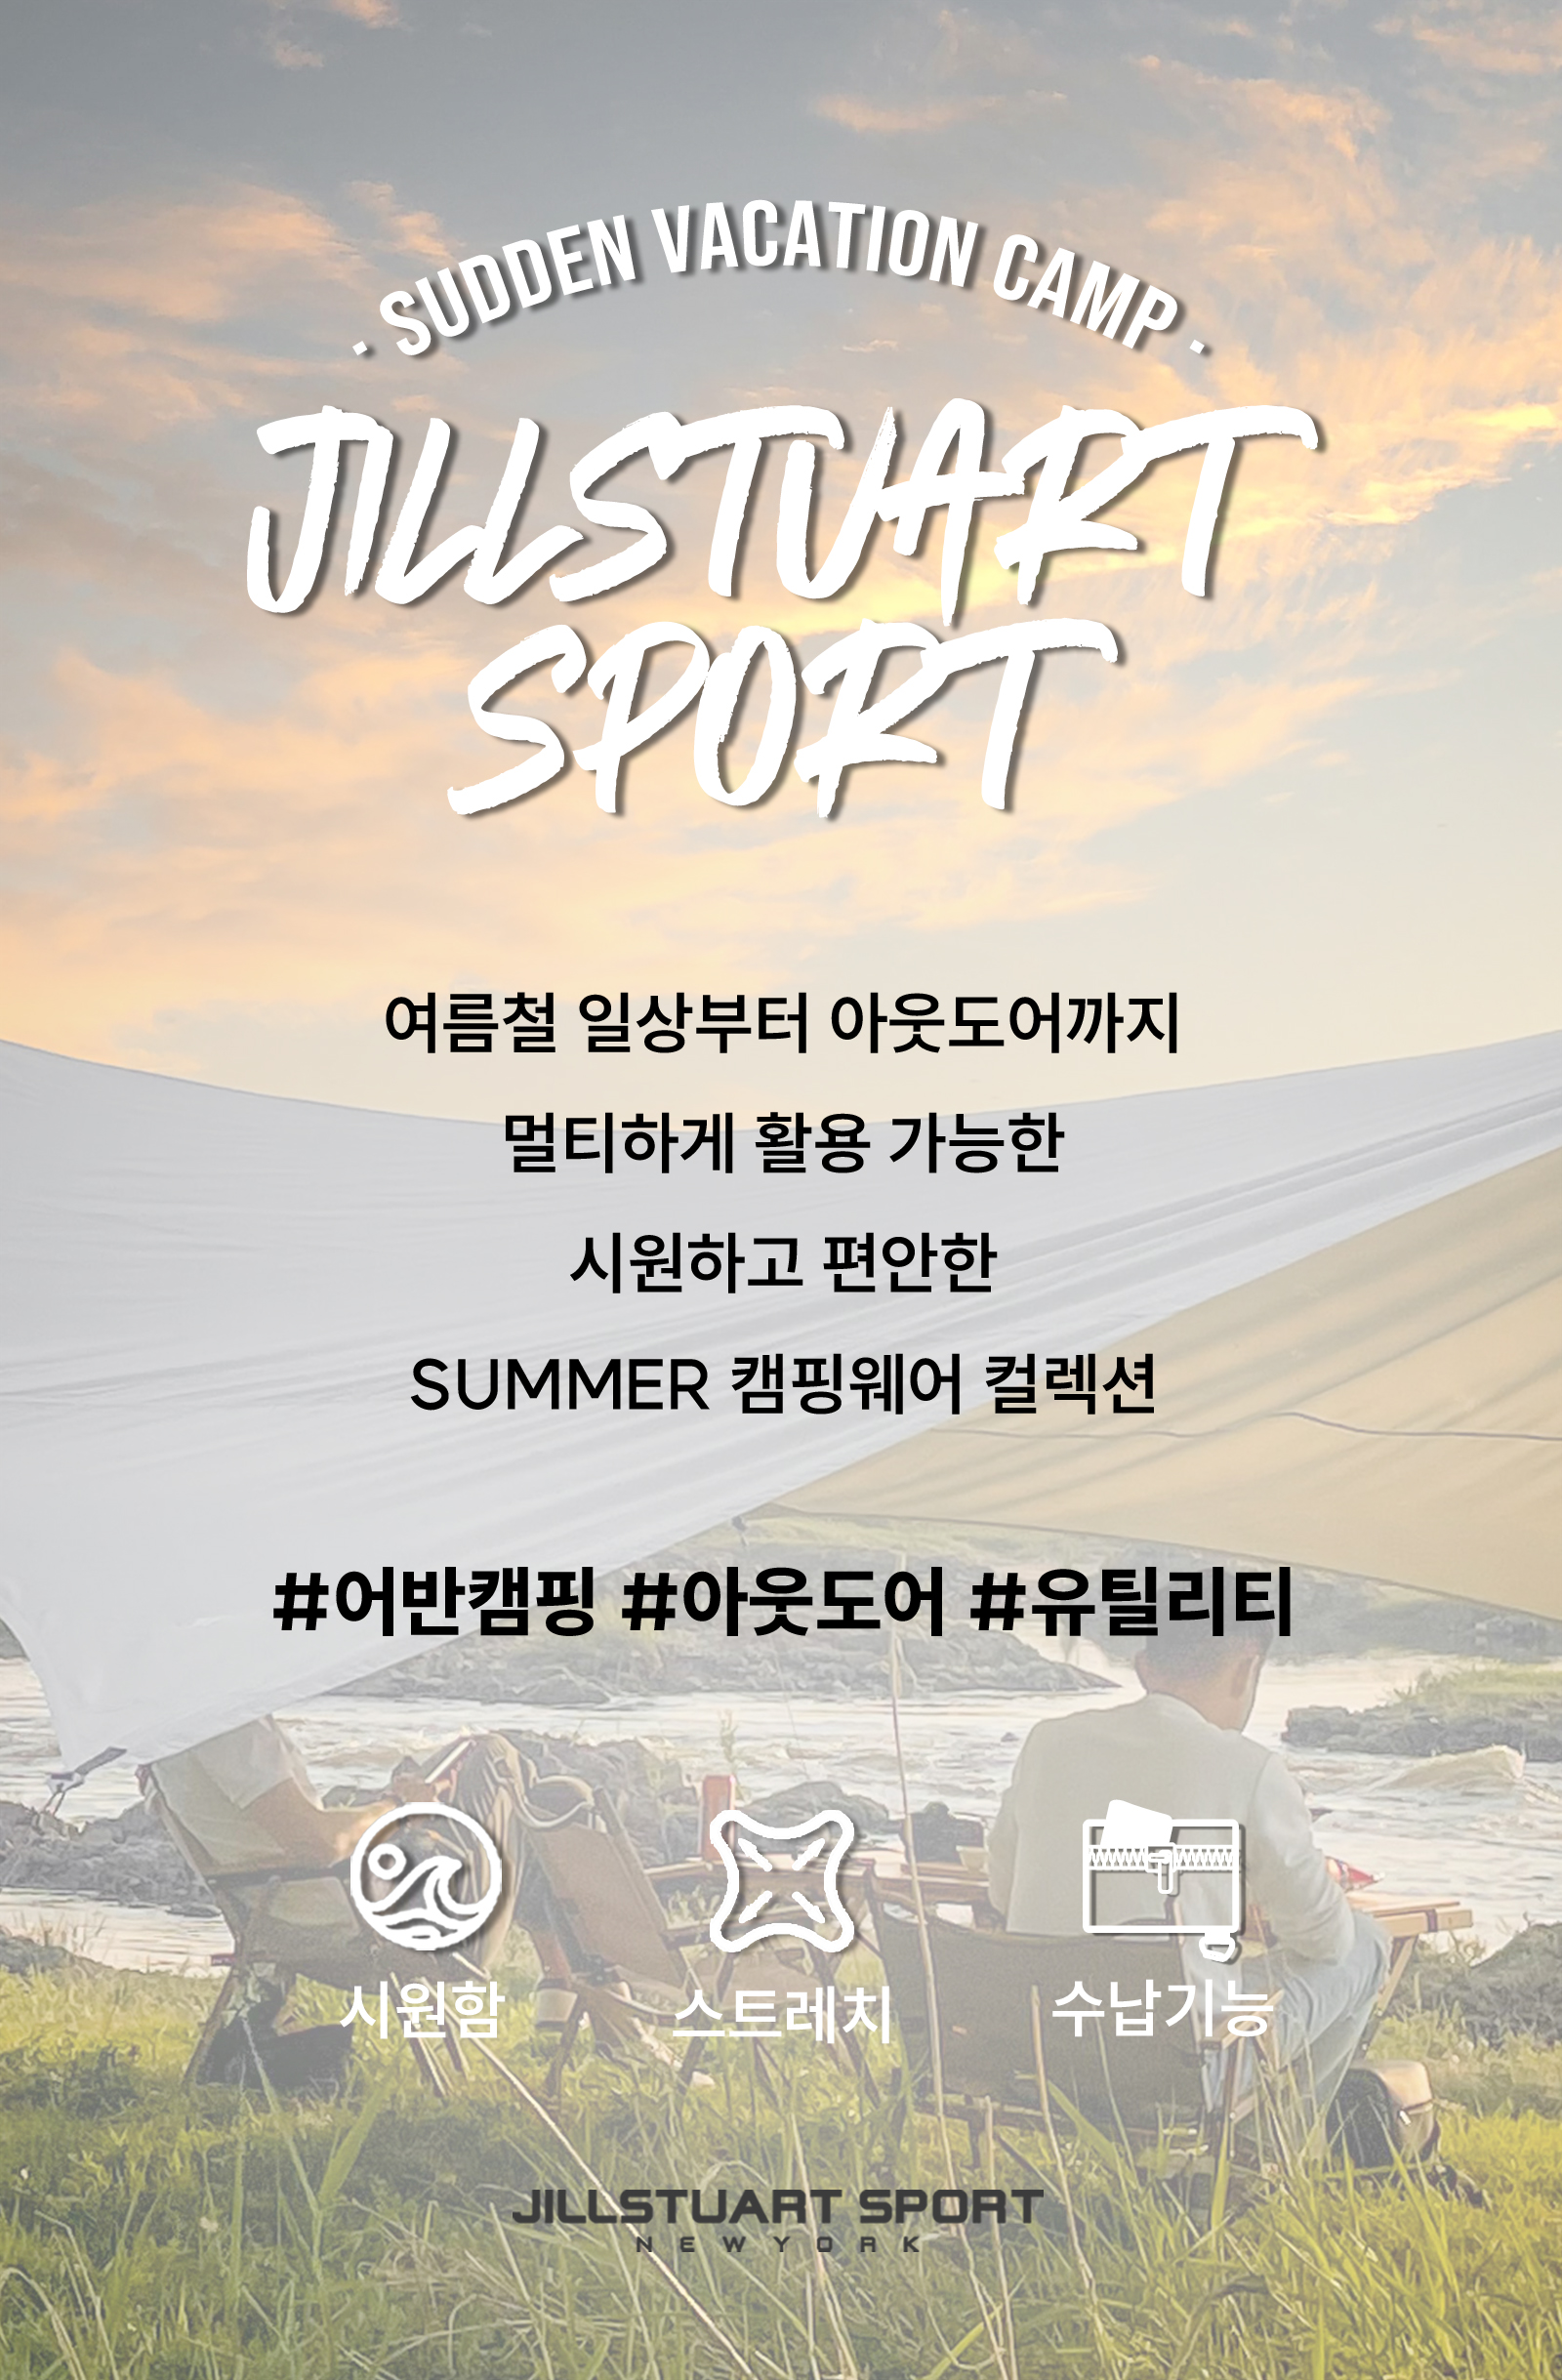 · SUDDEN VACATION CAMP ·
JILLSTUART
SPORT
여름철 일상부터 아웃도어까지
멀티하게 활용 가능한
시원하고 편안한
SUMMER 캠핑웨어 컬렉션
#어반캠핑 #아웃도어 #유틸리티
시원함 스트레치 수납기능
JILLSTUART SPORT
NEWYORK